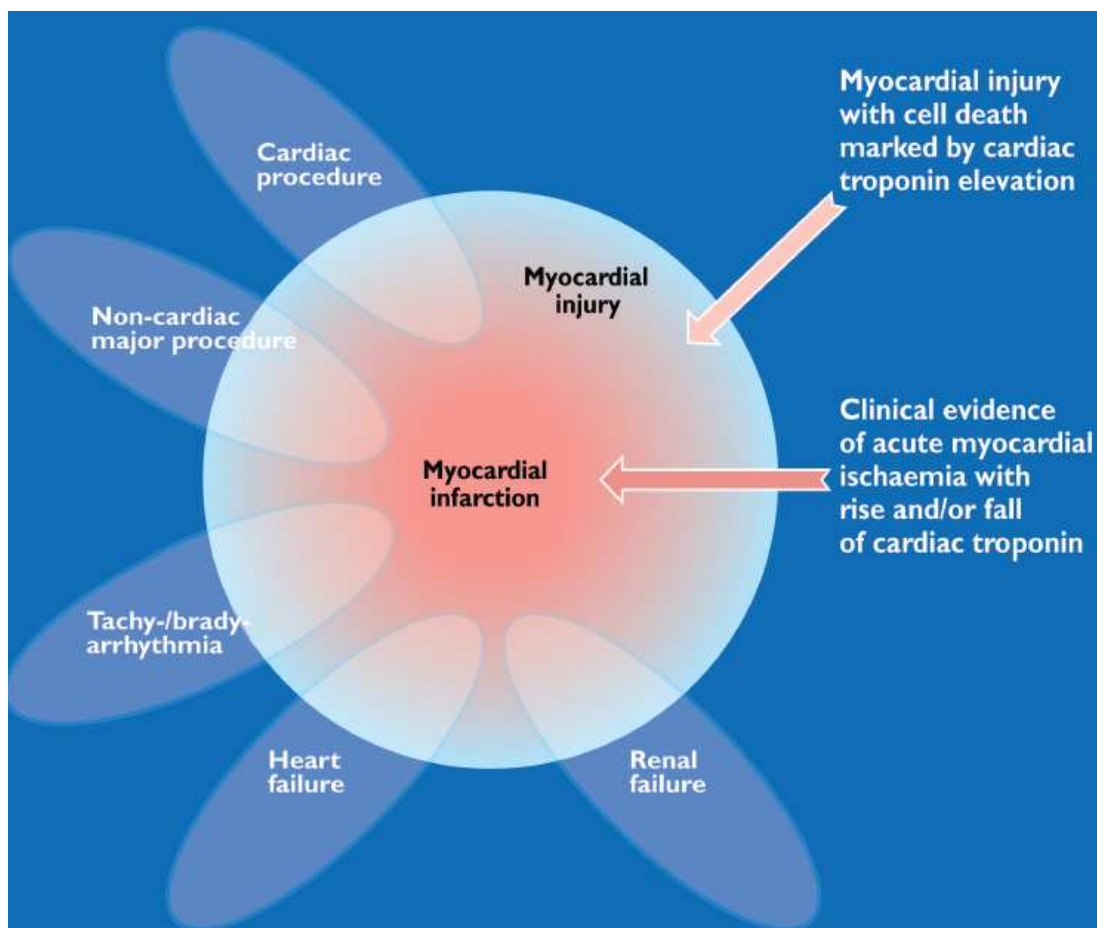 Cardiac
procedure
Non-cardiac
major procedure
Tachy-/brady-
arrhythmia
Heart
failure
Renal
failure
Myocardial
injury
Myocardial
infarction
Myocardial injury
with cell death
marked by cardiac
troponin elevation
Clinical evidence
of acute myocardial
ischaemia with
rise and/or fall
of cardiac troponin